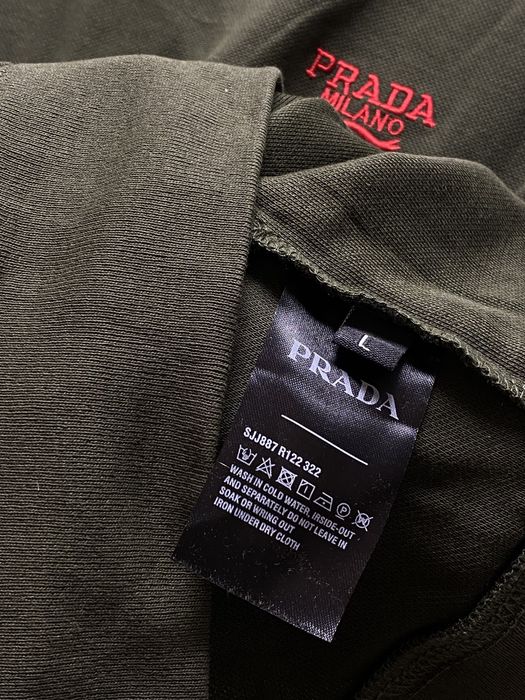 PRADA
MILANO
L
PRADA
SJJ887 R122 322
WASH IN COLD WATER, INSIDE-OUT
AND SEPARATELY DO NOT LEAVE IN
SOAK OR WRING OUT
IRON UNDER DRY CLOTH